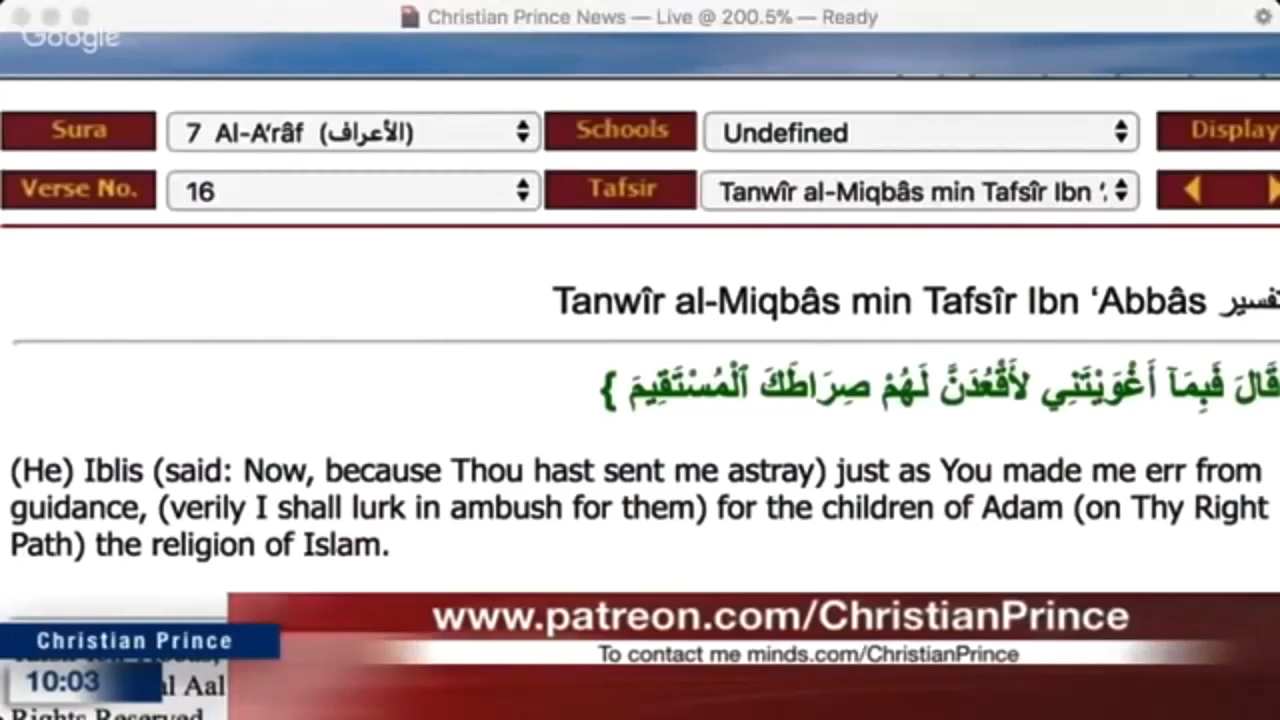 Christian Prince News — Live @ 200.5% — Ready
Google
Sura 7 Al-A'râf (الأعراف) Schools Undefined Display
Verse No. 16 Tafsir Tanwîr al-Miqbâs min Tafsîr Ibn '
Tanwîr al-Miqbâs min Tafsîr Ibn ‘Abbâs تفسير
قَالَ فَبِمَآ أَغْوَيْتَنِي لأَقْعُدَنَّ لَهُمْ صِرَاطَكَ ٱلْمُسْتَقِيمَ }
(He) Iblis (said: Now, because Thou hast sent me astray) just as You made me err from
guidance, (verily I shall lurk in ambush for them) for the children of Adam (on Thy Right
Path) the religion of Islam.
www.patreon.com/ChristianPrince
Christian Prince
To contact me minds.com/ChristianPrince
10:03
Aal
Rights Reserved